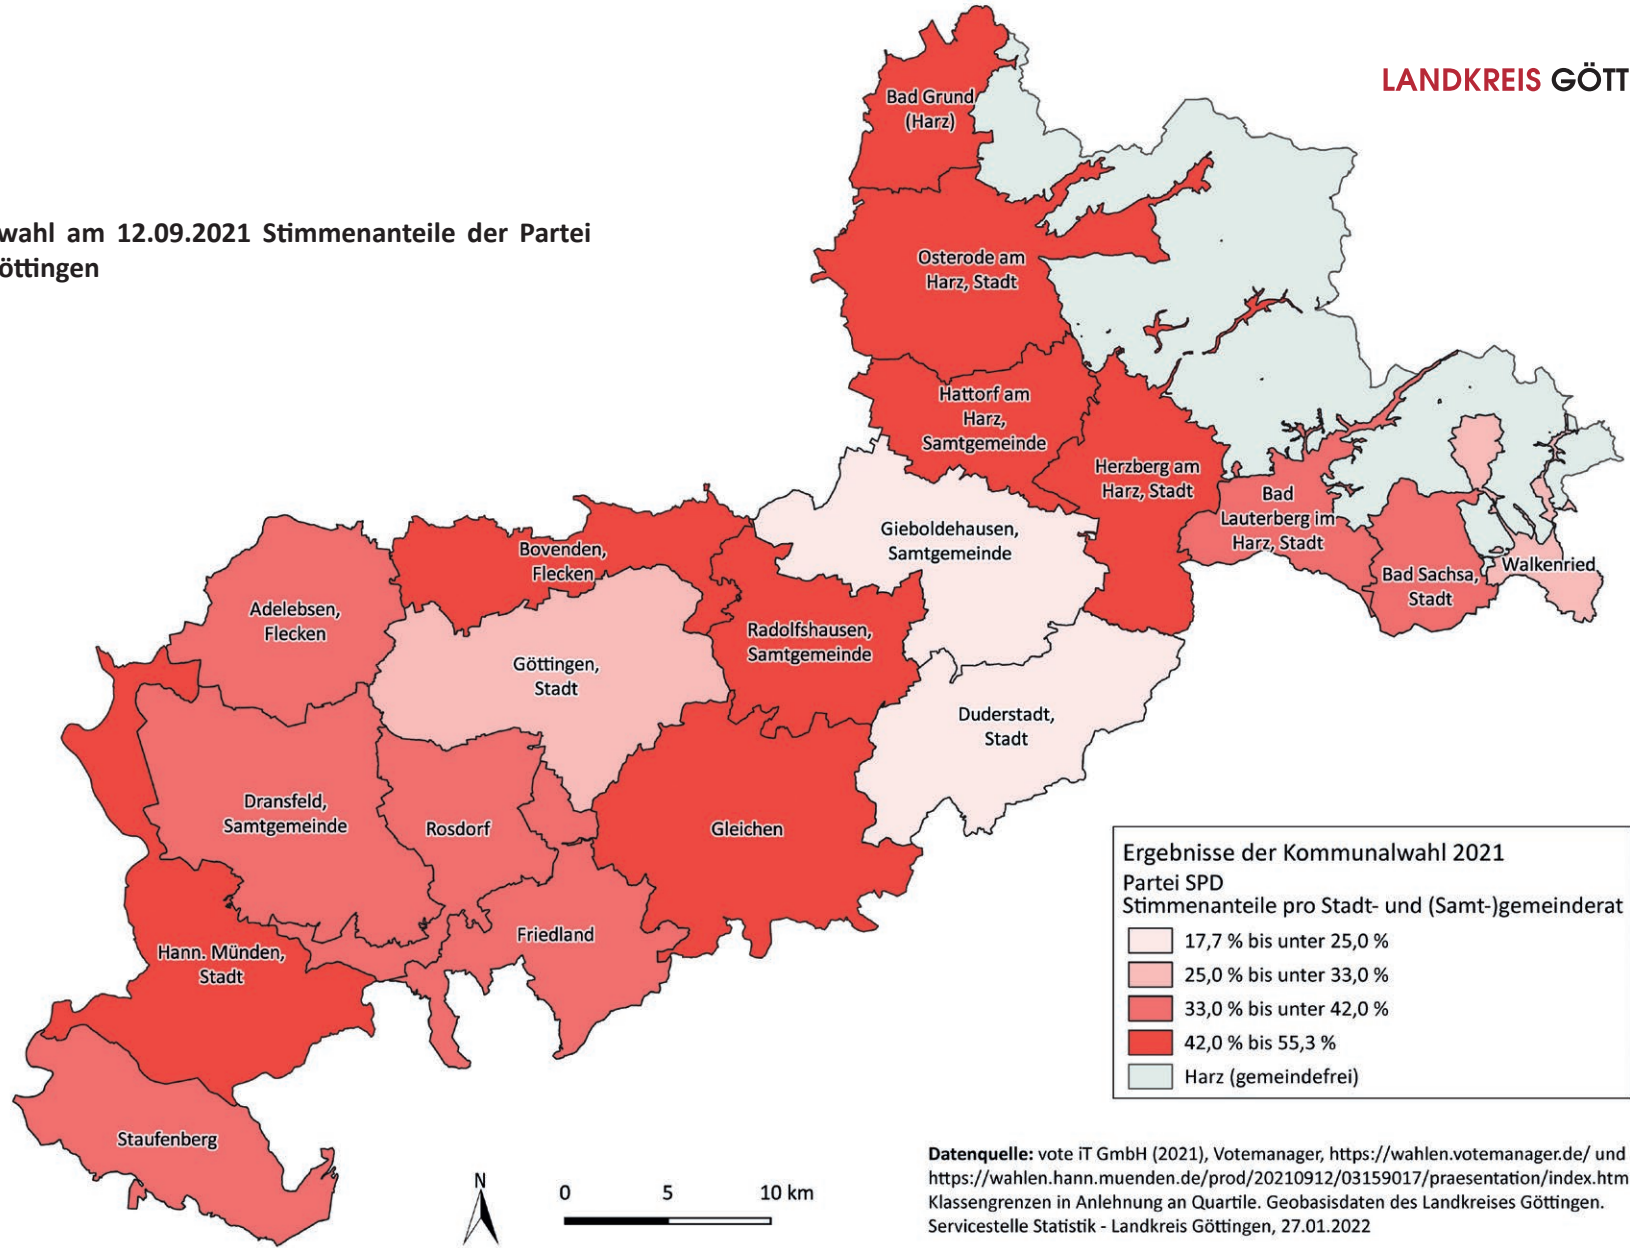 LANDKREIS GÖTT
wahl am 12.09.2021 Stimmenanteile der Partei
öttingen
Bad Grund
(Harz)
Osterode am
Harz, Stadt
Hattorf am
Harz,
Samtgemeinde
Herzberg am
Harz, Stadt
Bad
Lauterberg im
Harz, Stadt
Bad Sachsa,
Stadt
Walkenried
Gieboldehausen,
Samtgemeinde
Bovenden,
Flecken
Adelebsen,
Flecken
Göttingen,
Stadt
Radolfshausen,
Samtgemeinde
Duderstadt,
Stadt
Dransfeld,
Samtgemeinde
Rosdorf
Gleichen
Friedland
Hann. Münden,
Stadt
Staufenberg
Ergebnisse der Kommunalwahl 2021
Partei SPD
Stimmenanteile pro Stadt- und (Samt-)gemeinderat
17,7 % bis unter 25,0 %
25,0 % bis unter 33,0 %
33,0 % bis unter 42,0 %
42,0 % bis 55,3 %
Harz (gemeindefrei)
N
0 5 10 km
Datenquelle: vote iT GmbH (2021), Votemanager, https://wahlen.votemanager.de/ und
https://wahlen.hann.muenden.de/prod/20210912/03159017/praesentation/index.htm
Klassengrenzen in Anlehnung an Quartile. Geobasisdaten des Landkreises Göttingen.
Servicestelle Statistik - Landkreis Göttingen, 27.01.2022